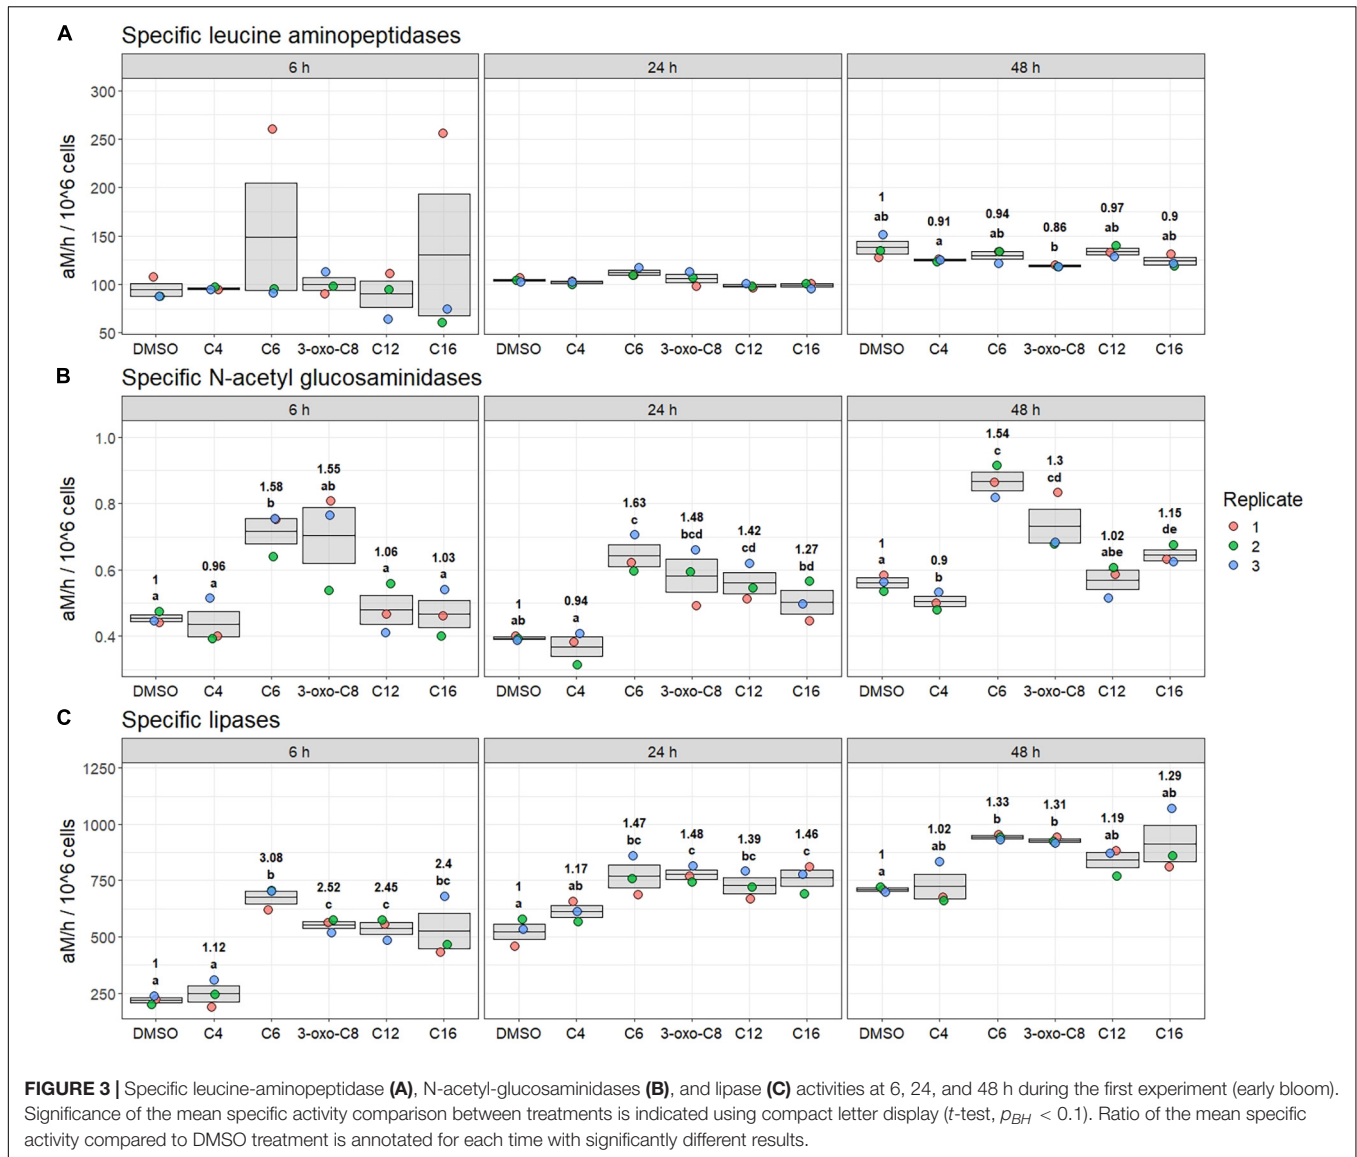 A Specific leucine aminopeptidases
6 h 24 h 48 h
aM/h / 10^6 cells
300
250
200
150
100
50
1 ab
0.91 a
0.94 ab
0.86 b
0.97 ab
0.9 ab
DMSO C4 C6 3-oxo-C8 C12 C16 DMSO C4 C6 3-oxo-C8 C12 C16 DMSO C4 C6 3-oxo-C8 C12 C16
B Specific N-acetyl glucosaminidases
6 h 24 h 48 h
aM/h / 10^6 cells
1.0
0.8
0.6
0.4
1 a
0.96 a
1.58 b
1.55 ab
1.06 a
1.03 a
1 ab
0.94 a
1.63 c
1.48 bcd
1.42 cd
1.27 bd
1 a
0.9 b
1.54 c
1.3 cd
1.02 abe
1.15 de
DMSO C4 C6 3-oxo-C8 C12 C16 DMSO C4 C6 3-oxo-C8 C12 C16 DMSO C4 C6 3-oxo-C8 C12 C16
Replicate
1
2
3
C Specific lipases
6 h 24 h 48 h
aM/h / 10^6 cells
1250
1000
750
500
250
1 a
1.12 a
3.08 b
2.52 c
2.45 c
2.4 bc
1 a
1.17 ab
1.47 bc
1.48 c
1.39 bc
1.46 c
1 a
1.02 ab
1.33 b
1.31 b
1.19 ab
1.29 ab
DMSO C4 C6 3-oxo-C8 C12 C16 DMSO C4 C6 3-oxo-C8 C12 C16 DMSO C4 C6 3-oxo-C8 C12 C16
FIGURE 3 | Specific leucine-aminopeptidase (A), N-acetyl-glucosaminidases (B), and lipase (C) activities at 6, 24, and 48 h during the first experiment (early bloom).
Significance of the mean specific activity comparison between treatments is indicated using compact letter display (t-test, pBH < 0.1). Ratio of the mean specific
activity compared to DMSO treatment is annotated for each time with significantly different results.